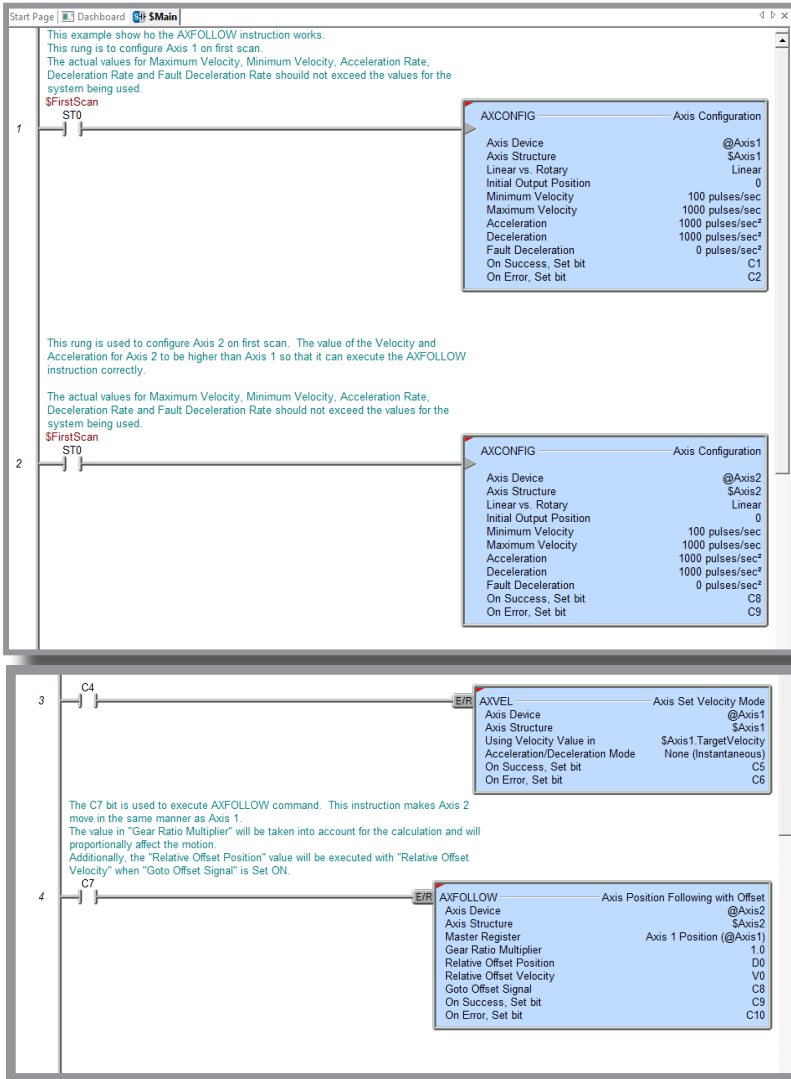 Start Page Dashboard $Main
This example show ho the AXFOLLOW instruction works.
This rung is to configure Axis 1 on first scan.
The actual values for Maximum Velocity, Minimum Velocity, Acceleration Rate,
Deceleration Rate and Fault Deceleration Rate shouild not exceed the values for the
system being used.
$FirstScan
ST0
1
AXCONFIG Axis Configuration
Axis Device @Axis1
Axis Structure $Axis1
Linear vs. Rotary Linear
Initial Output Position 0
Minimum Velocity 100 pulses/sec
Maximum Velocity 1000 pulses/sec
Acceleration 1000 pulses/sec²
Deceleration 1000 pulses/sec²
Fault Deceleration 0 pulses/sec²
On Success, Set bit C1
On Error, Set bit C2
This rung is used to configure Axis 2 on first scan. The value of the Velocity and
Acceleration for Axis 2 to be higher than Axis 1 so that it can execute the AXFOLLOW
instruction correctly.
The actual values for Maximum Velocity, Minimum Velocity, Acceleration Rate,
Deceleration Rate and Fault Deceleration Rate should not exceed the values for the
system being used.
$FirstScan
ST0
2
AXCONFIG Axis Configuration
Axis Device @Axis2
Axis Structure $Axis2
Linear vs. Rotary Linear
Initial Output Position 0
Minimum Velocity 100 pulses/sec
Maximum Velocity 1000 pulses/sec
Acceleration 1000 pulses/sec²
Deceleration 1000 pulses/sec²
Fault Deceleration 0 pulses/sec²
On Success, Set bit C8
On Error, Set bit C9
C4
3
E/R AXVEL Axis Set Velocity Mode
Axis Device @Axis1
Axis Structure $Axis1
Using Velocity Value in $Axis1.TargetVelocity
Acceleration/Deceleration Mode None (Instantaneous)
On Success, Set bit C5
On Error, Set bit C6
The C7 bit is used to execute AXFOLLOW command. This instruction makes Axis 2
move in the same manner as Axis 1.
The value in "Gear Ratio Multiplier" will be taken into account for the calculation and will
proportionally affect the motion.
Additionally, the "Relative Offset Position" value will be executed with "Relative Offset
Velocity" when "Goto Offset Signal" is Set ON.
C7
4
E/R AXFOLLOW Axis Position Following with Offset
Axis Device @Axis2
Axis Structure $Axis2
Master Register Axis 1 Position (@Axis1)
Gear Ratio Multiplier 1.0
Relative Offset Position D0
Relative Offset Velocity V0
Goto Offset Signal C8
On Success, Set bit C9
On Error, Set bit C10